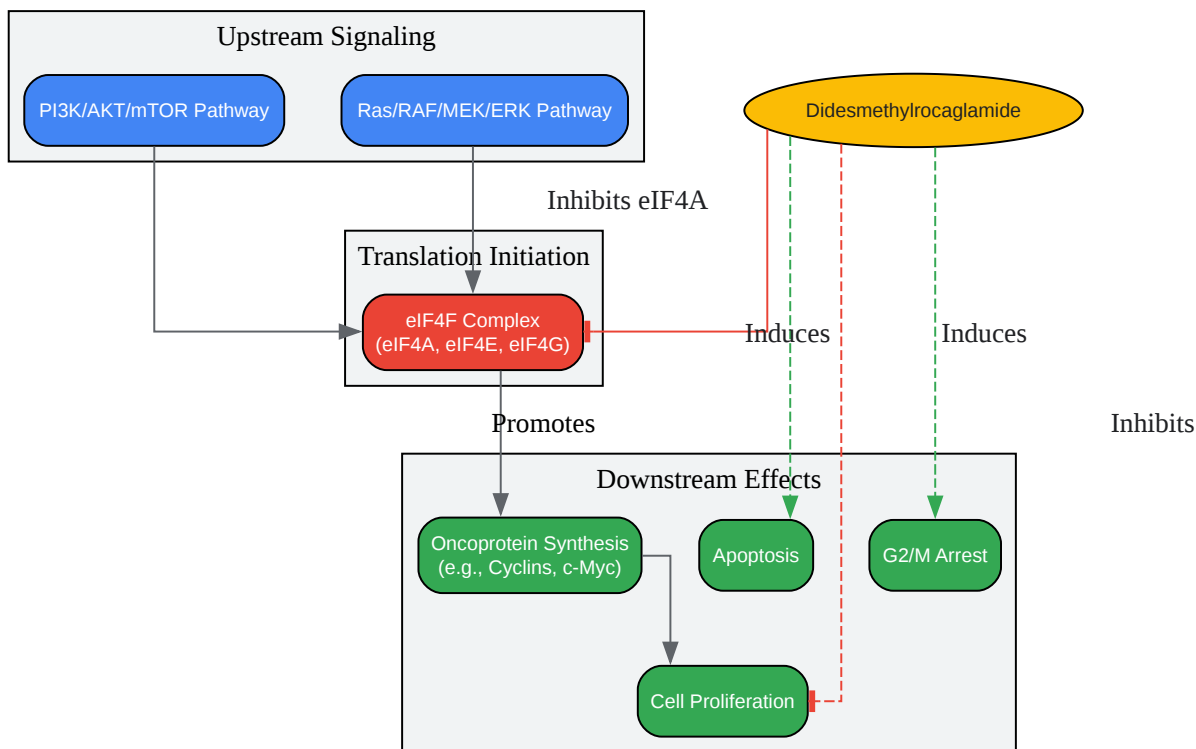 Upstream Signaling
PI3K/AKT/mTOR Pathway
Ras/RAF/MEK/ERK Pathway
Didesmethylrocaglamide
Inhibits eIF4A
Translation Initiation
eIF4F Complex
(eIF4A, eIF4E, eIF4G)
Induces
Induces
Promotes
Inhibits
Downstream Effects
Oncoprotein Synthesis
(e.g., Cyclins, c-Myc)
Apoptosis
G2/M Arrest
Cell Proliferation